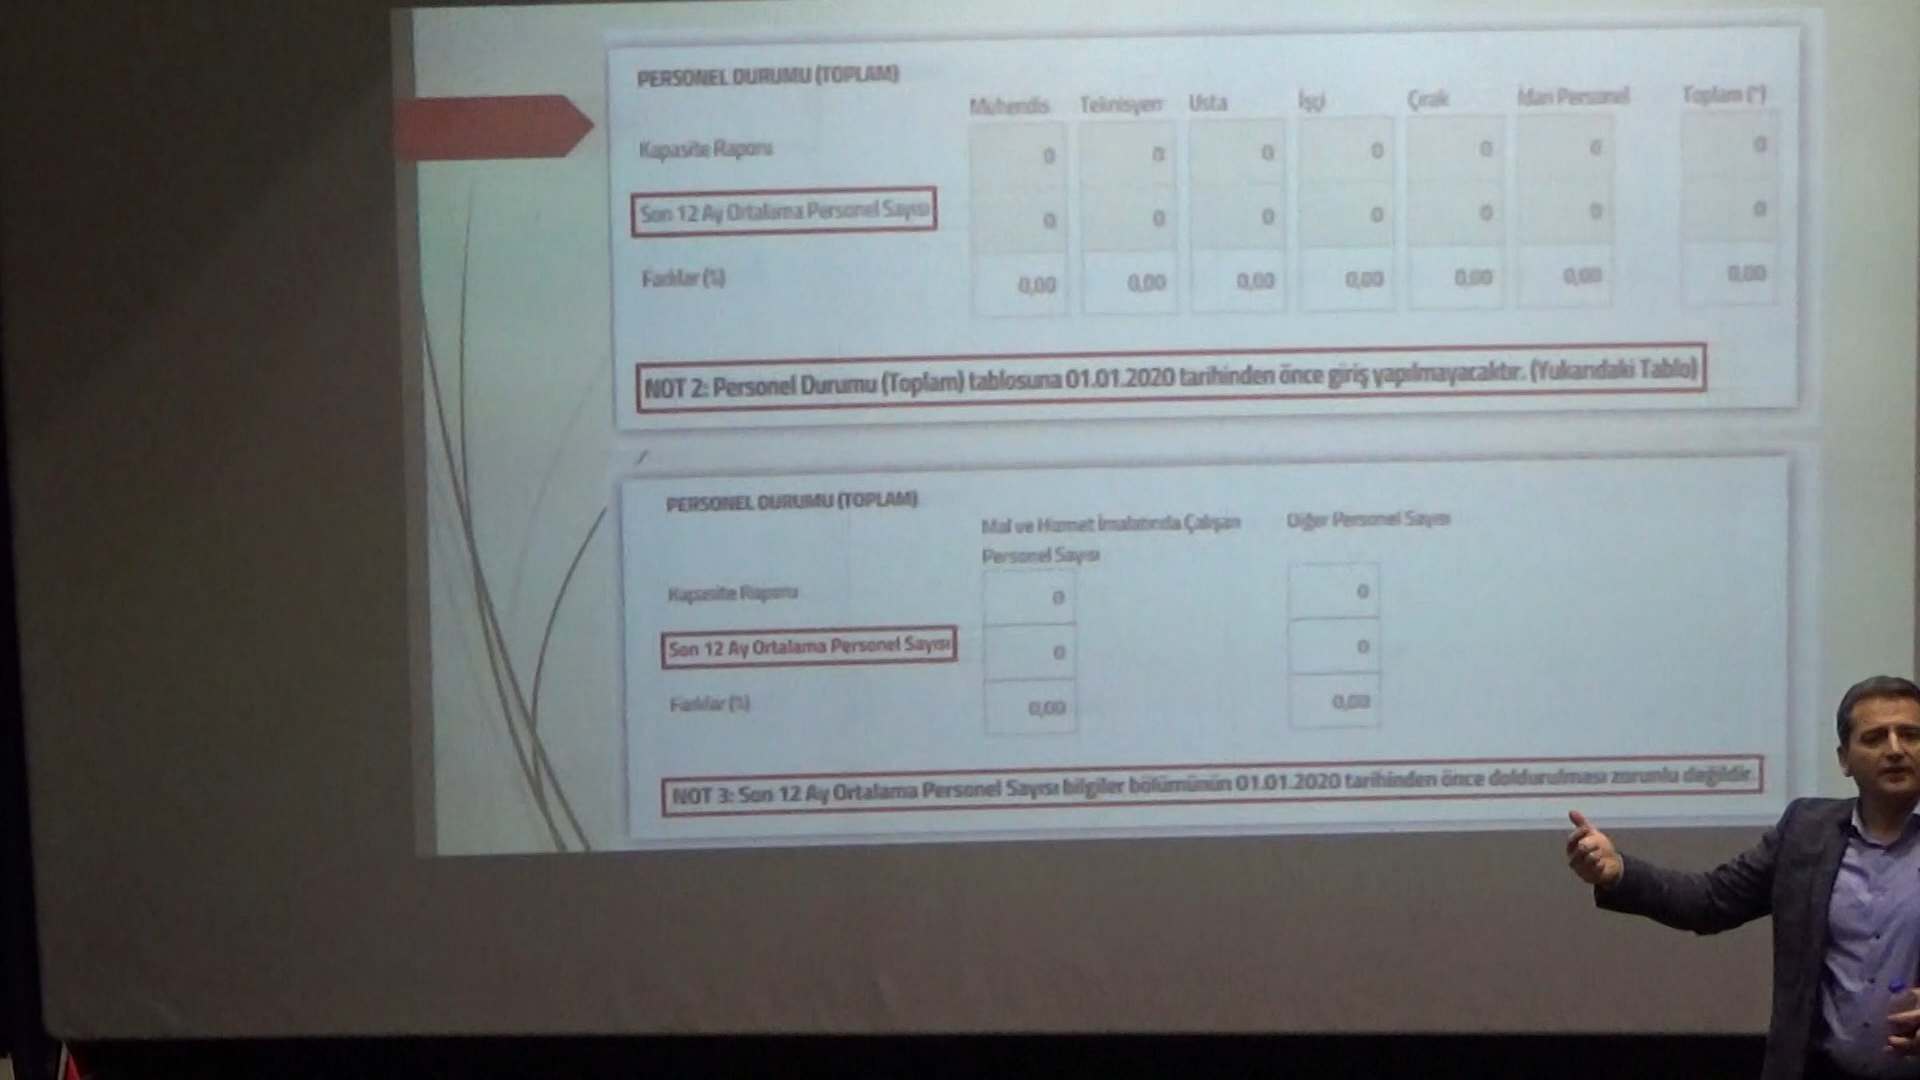 PERSONEL DURUMU (TOPLAM)
Mühendis Teknisyen Usta İşçi Çırak İdari Personel Toplam (*)
Kapasite Raporu 0 0 0 0 0 0 0
Son 12 Ay Ortalama Personel Sayısı 0 0 0 0 0 0 0
Farklar (%) 0,00 0,00 0,00 0,00 0,00 0,00 0,00
NOT 2: Personel Durumu (Toplam) tablosuna 01.01.2020 tarihinden önce giriş yapılmayacaktır. (Yukarıdaki Tablo)
PERSONEL DURUMU (TOPLAM)
Mal ve Hizmet İmalatında Çalışan Diğer Personel Sayısı
Personel Sayısı
Kapasite Raporu 0 0
Son 12 Ay Ortalama Personel Sayısı 0 0
Farklar (%) 0,00 0,00
NOT 3: Son 12 Ay Ortalama Personel Sayısı bilgiler bölümünün 01.01.2020 tarihinden önce doldurulması zorunlu değildir.